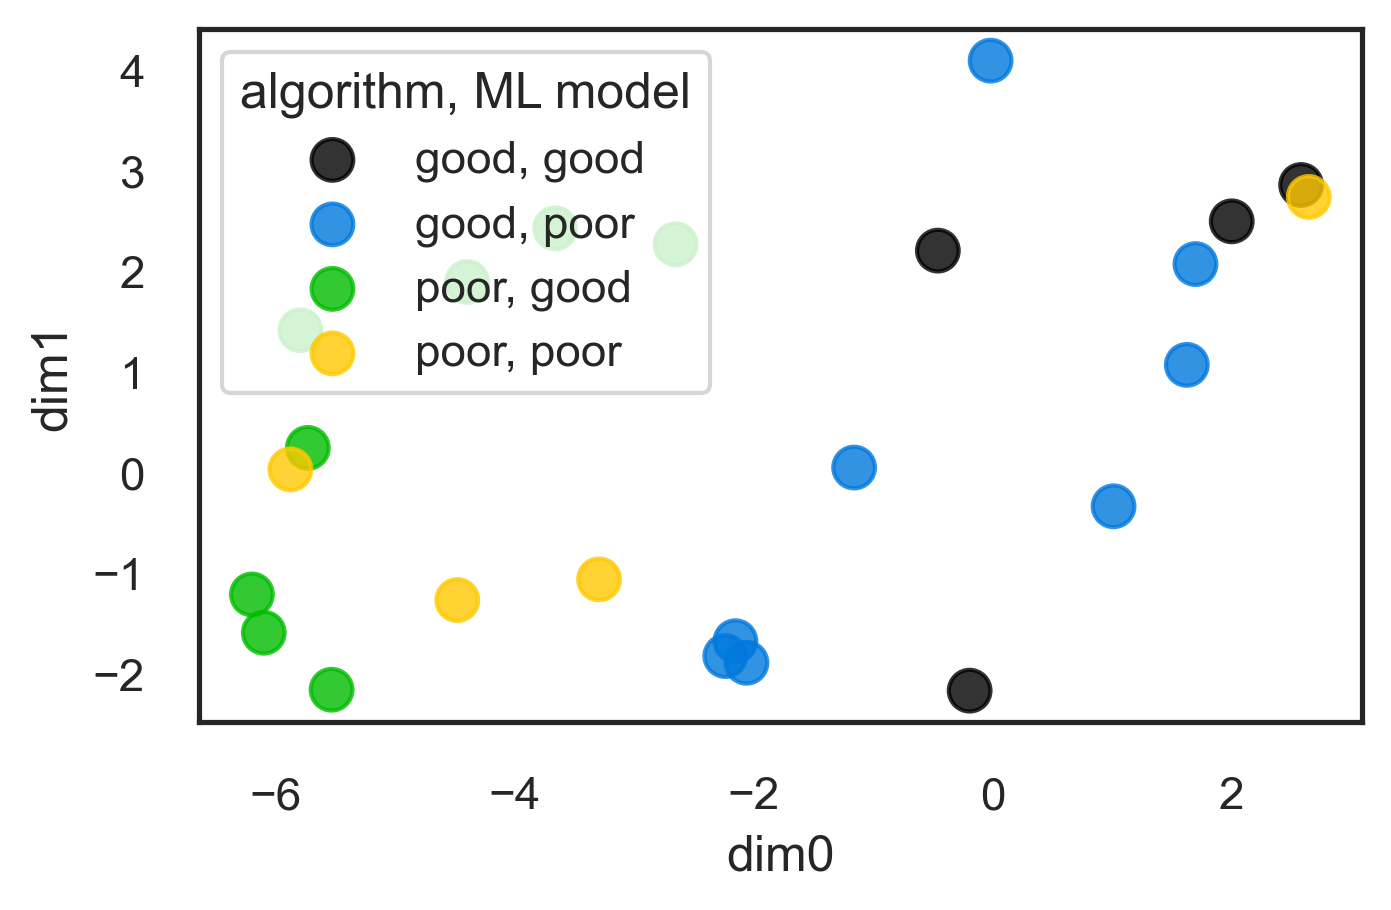 algorithm, ML model
good, good
good, poor
poor, good
poor, poor
4
3
2
1
0
−1
−2
dim1
−6 −4 −2 0 2
dim0